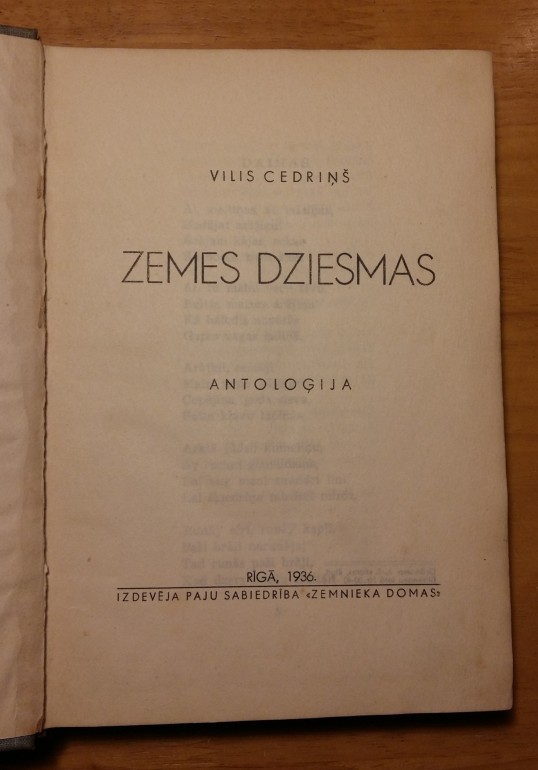 VILIS CEDRIŅŠ
ZEMES DZIESMAS
ANTOLOĢIJA
RĪGĀ, 1936.
IZDEVĒJA PAJU SABIEDRĪBA «ZEMNIEKA DOMAS»